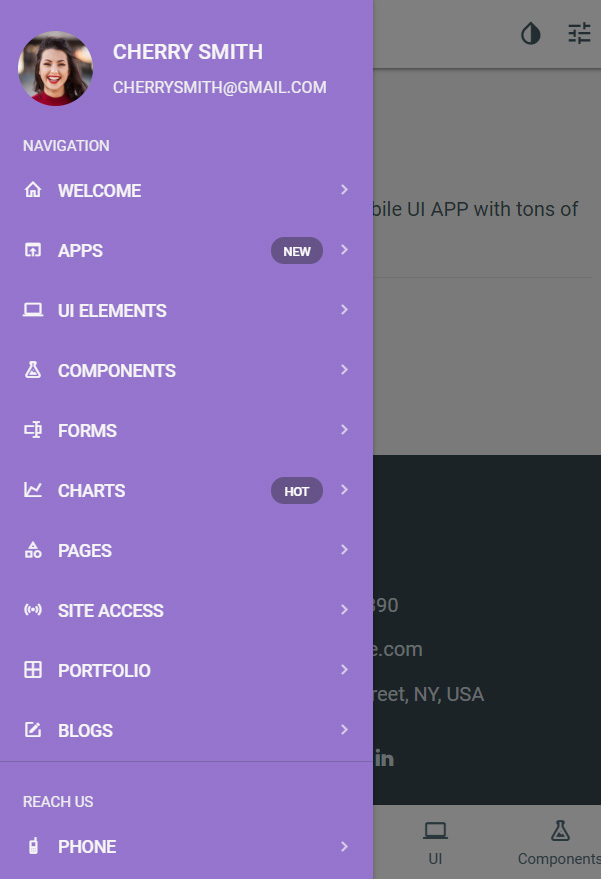 CHERRY SMITH
CHERRYSMITH@GMAIL.COM
NAVIGATION
WELCOME
APPS NEW
UI ELEMENTS
COMPONENTS
FORMS
CHARTS HOT
PAGES
SITE ACCESS
PORTFOLIO
BLOGS
REACH US
PHONE
bile UI APP with tons of
390
e.com
reet, NY, USA
in
UI
Components